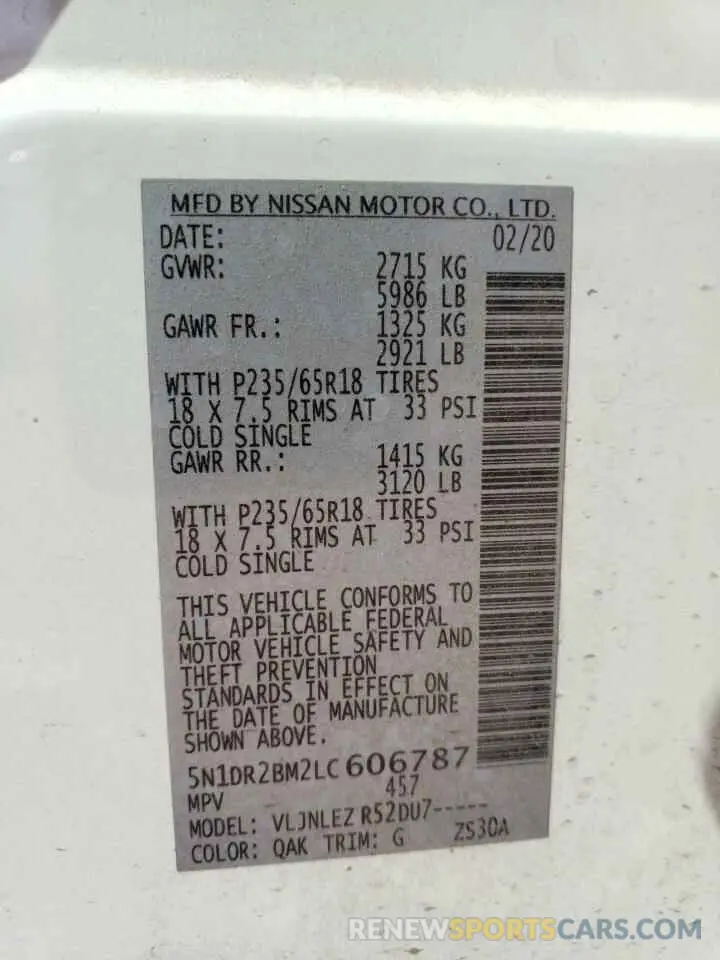 MFD BY NISSAN MOTOR CO., LTD.
DATE: 02/20
GVWR: 2715 KG
5986 LB
GAWR FR.: 1325 KG
2921 LB
WITH P235/65R18 TIRES
18 X 7.5 RIMS AT 33 PSI
COLD SINGLE
GAWR RR.: 1415 KG
3120 LB
WITH P235/65R18 TIRES
18 X 7.5 RIMS AT 33 PSI
COLD SINGLE
THIS VEHICLE CONFORMS TO
ALL APPLICABLE FEDERAL
MOTOR VEHICLE SAFETY AND
THEFT PREVENTION
STANDARDS IN EFFECT ON
THE DATE OF MANUFACTURE
SHOWN ABOVE.
5N1DR2BM2LC606787
MPV 457
MODEL: VLJNLEZ R52DU7-----
COLOR: QAK TRIM: G ZS30A
RENEWSPORTSCARS.COM